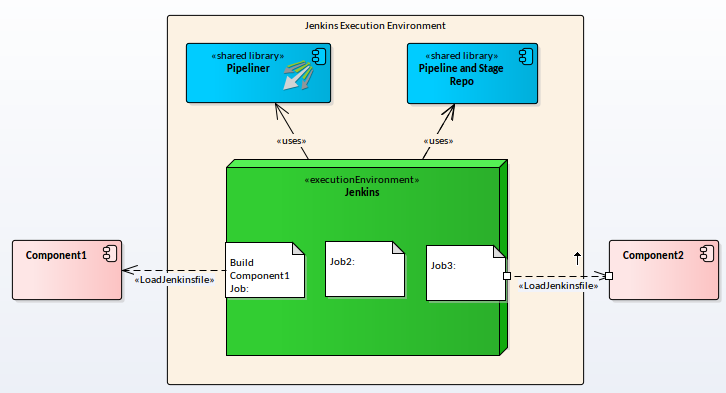 Jenkins Execution Environment
«shared library»
Pipeliner
«shared library»
Pipeline and Stage
Repo
«uses»
«uses»
«executionEnvironment»
Jenkins
Component1
Build
Component1
Job:
Job2:
Job3:
Component2
«LoadJenkinsfile»
«LoadJenkinsfile»